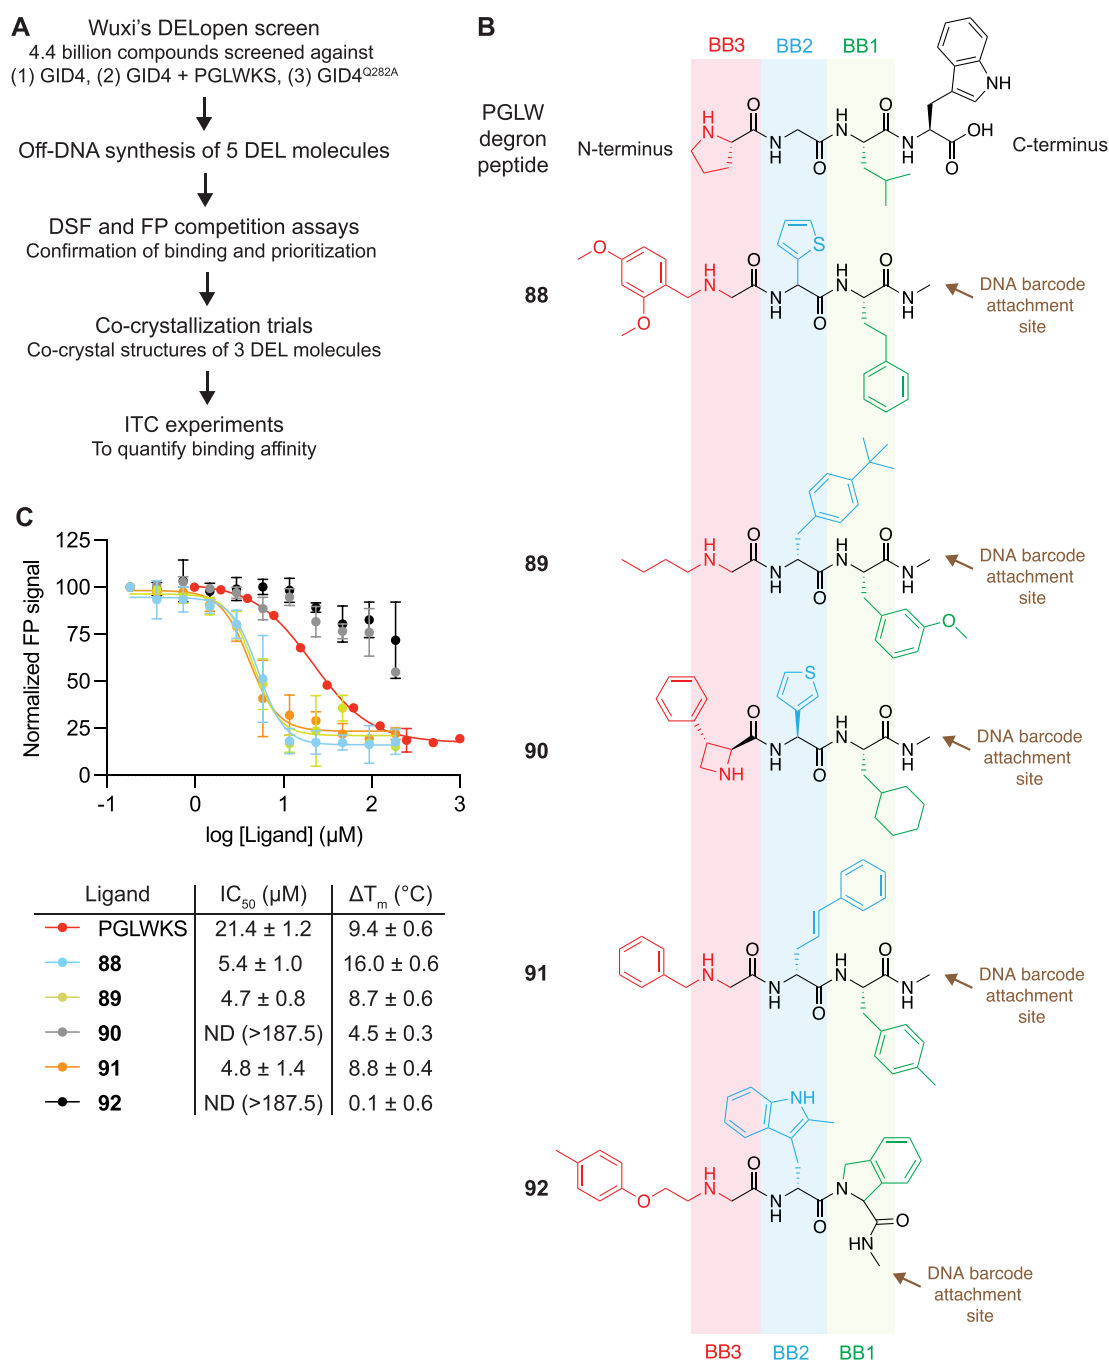 A
Wuxi's DELopen screen
4.4 billion compounds screened against
(1) GID4, (2) GID4 + PGLWKS, (3) GID4Q282A
Off-DNA synthesis of 5 DEL molecules
DSF and FP competition assays
Confirmation of binding and prioritization
Co-crystallization trials
Co-crystal structures of 3 DEL molecules
ITC experiments
To quantify binding affinity
B
BB3 BB2 BB1
PGLW
degron
peptide
N-terminus
C-terminus
HN O N H O H N O N H O OH NH
88
O O H N O N H S O H N O N H
DNA barcode
attachment
site
89
H N O N H O H N O N H O
DNA barcode
attachment
site
90
NH O N H S O H N O N H
DNA barcode
attachment
site
91
H N O N H O H N O N H
DNA barcode
attachment
site
92
O H N O N H NH O N O HN
DNA barcode
attachment
site
BB3 BB2 BB1
C
Normalized FP signal
125
100
75
50
25
0
-1 0 1 2 3
log [Ligand] (µM)
Ligand IC50 (µM) ΔTm (°C)
PGLWKS 21.4 ± 1.2 9.4 ± 0.6
88 5.4 ± 1.0 16.0 ± 0.6
89 4.7 ± 0.8 8.7 ± 0.6
90 ND (>187.5) 4.5 ± 0.3
91 4.8 ± 1.4 8.8 ± 0.4
92 ND (>187.5) 0.1 ± 0.6